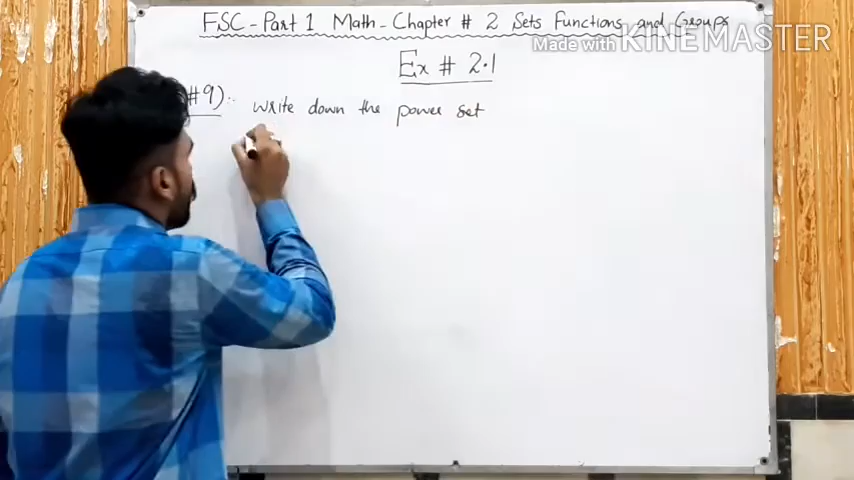 FSC-Part 1 Math-Chapter # 2 Sets Functions and Groups
Made with KINEMASTER
Ex # 2.1
#9):- write down the power set